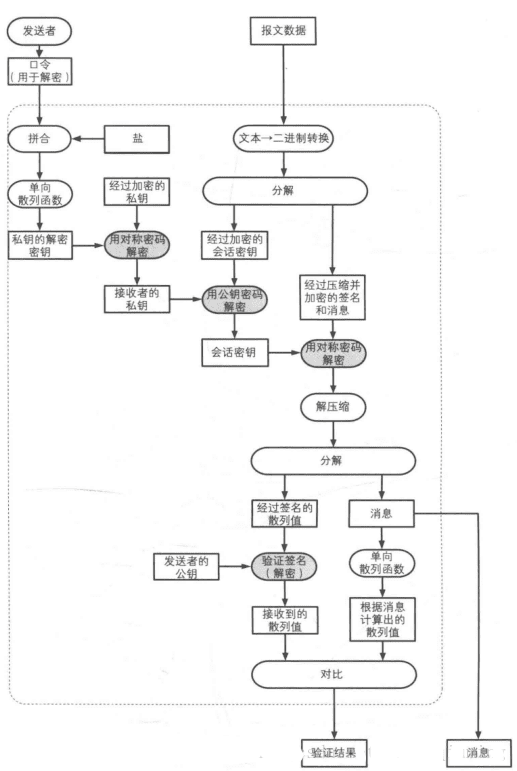 发送者
报文数据
口令
（用于解密）
拼合
盐
文本→二进制转换
单向
散列函数
经过加密的
私钥
分解
私钥的解密
密钥
用对称密码
解密
经过加密的
会话密钥
接收者的
私钥
用公钥密码
解密
经过压缩并
加密的签名
和消息
会话密钥
用对称密码
解密
解压缩
分解
经过签名的
散列值
消息
发送者的
公钥
验证签名
（解密）
单向
散列函数
接收到的
散列值
根据消息
计算出的
散列值
对比
验证结果
消息